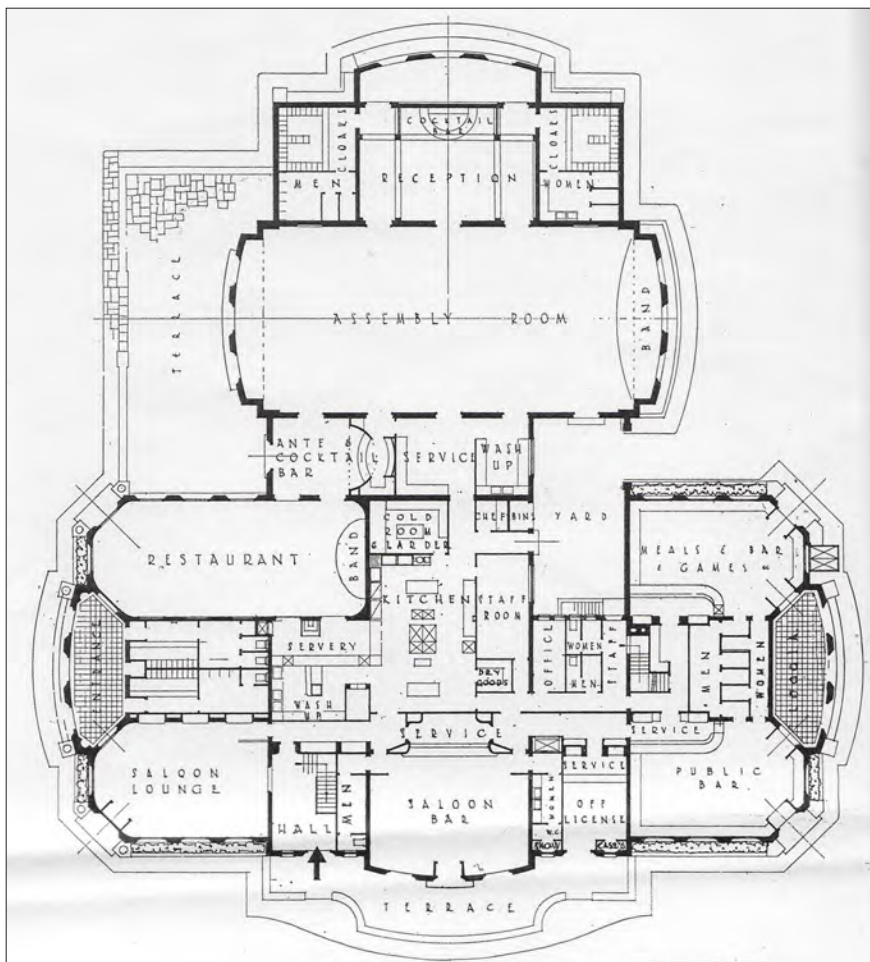 COCKTAIL
BAR
CLOAKS
CLOAKS
MEN
RECEPTION
WOMEN
TERRACE
ASSEMBLY ROOM
BAND
ANTE &
COCKTAIL
BAR
SERVICE
WASH
UP
COLD
ROOM
& LARDER
CHEF
BINS
YARD
RESTAURANT
BAND
MEALS & BAR
& GAMES
KITCHEN
STAFF
ROOM
ENTRANCE
SERVERY
DRY
GOODS
OFFICE
WOMEN
MEN
STAFF
MEN
WOMEN
LOGGIA
WASH
UP
SERVICE
SERVICE
SALOON
LOUNGE
HALL
MEN
SALOON
BAR
WOMEN
W.C.
SHOW
SERVICE
OFF
LICENSE
CASES
PUBLIC
BAR
TERRACE